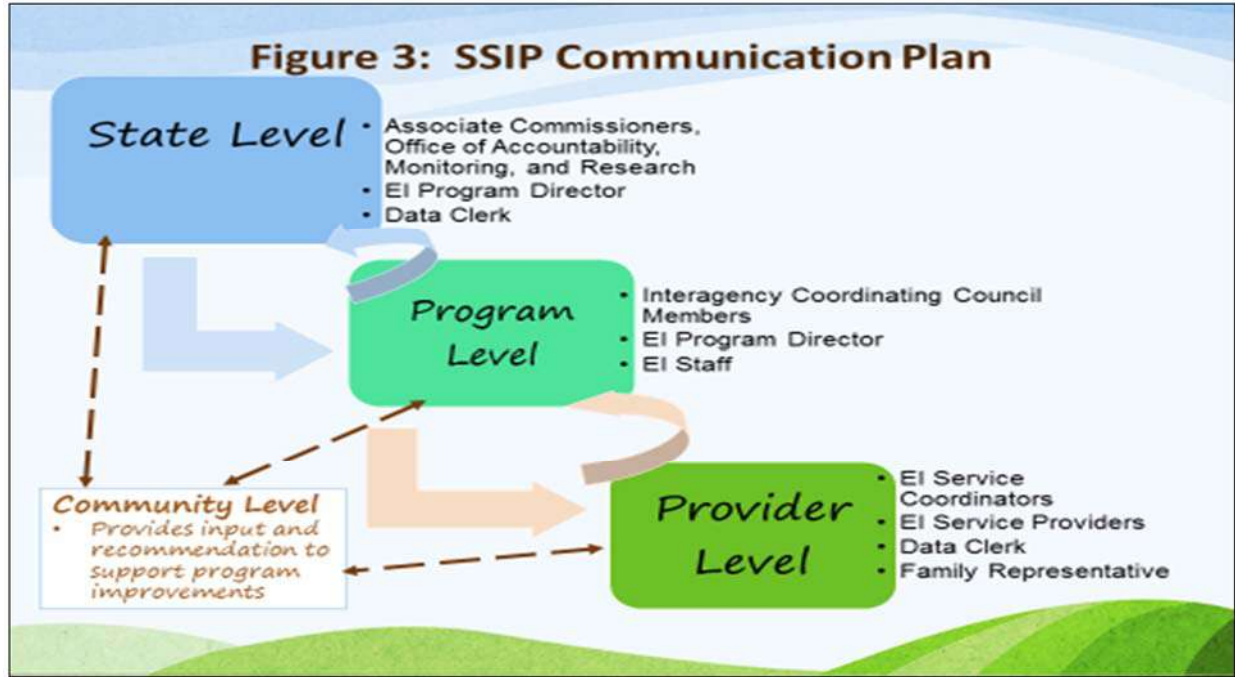 Figure 3: SSIP Communication Plan
State Level
• Associate Commissioners,
Office of Accountability,
Monitoring, and Research
• EI Program Director
• Data Clerk
Program
Level
• Interagency Coordinating Council
Members
• EI Program Director
• EI Staff
Community Level
• Provides input and
recommendation to
support program
improvements
Provider
Level
• EI Service
Coordinators
• EI Service Providers
• Data Clerk
• Family Representative